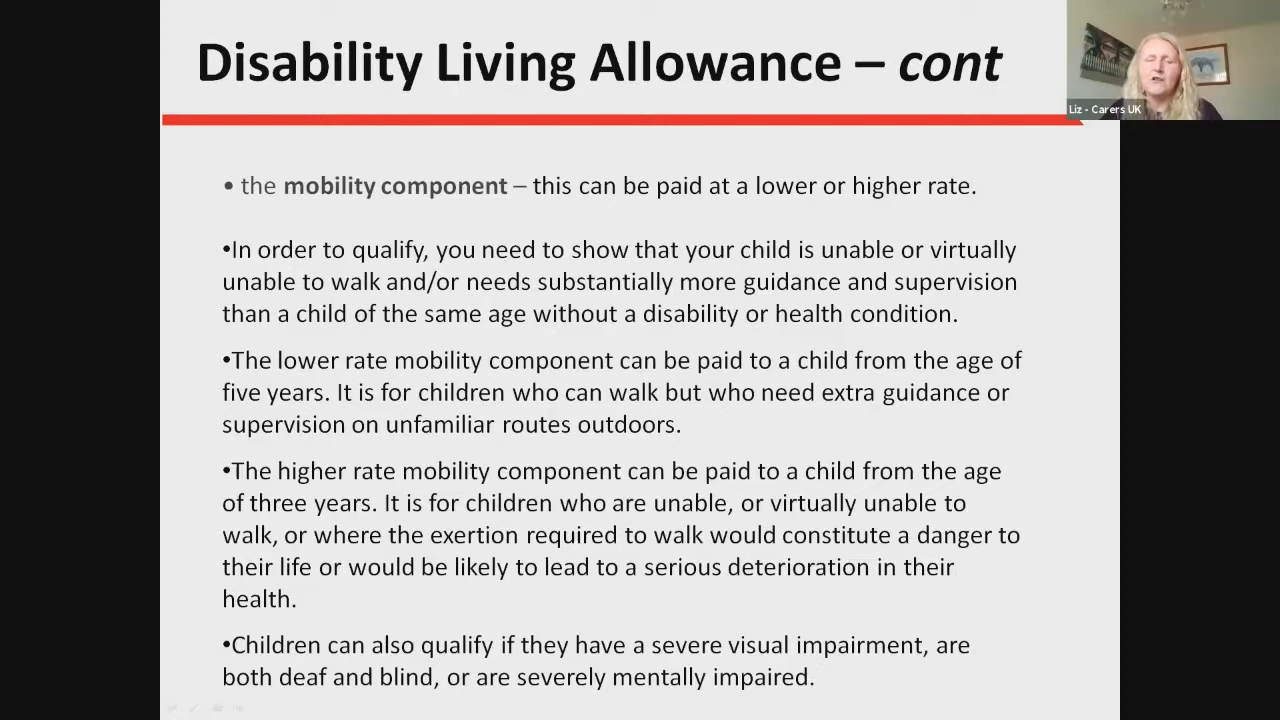 Disability Living Allowance – cont
Liz - Carers UK
• the mobility component – this can be paid at a lower or higher rate.
•In order to qualify, you need to show that your child is unable or virtually
unable to walk and/or needs substantially more guidance and supervision
than a child of the same age without a disability or health condition.
•The lower rate mobility component can be paid to a child from the age of
five years. It is for children who can walk but who need extra guidance or
supervision on unfamiliar routes outdoors.
•The higher rate mobility component can be paid to a child from the age
of three years. It is for children who are unable, or virtually unable to
walk, or where the exertion required to walk would constitute a danger to
their life or would be likely to lead to a serious deterioration in their
health.
•Children can also qualify if they have a severe visual impairment, are
both deaf and blind, or are severely mentally impaired.